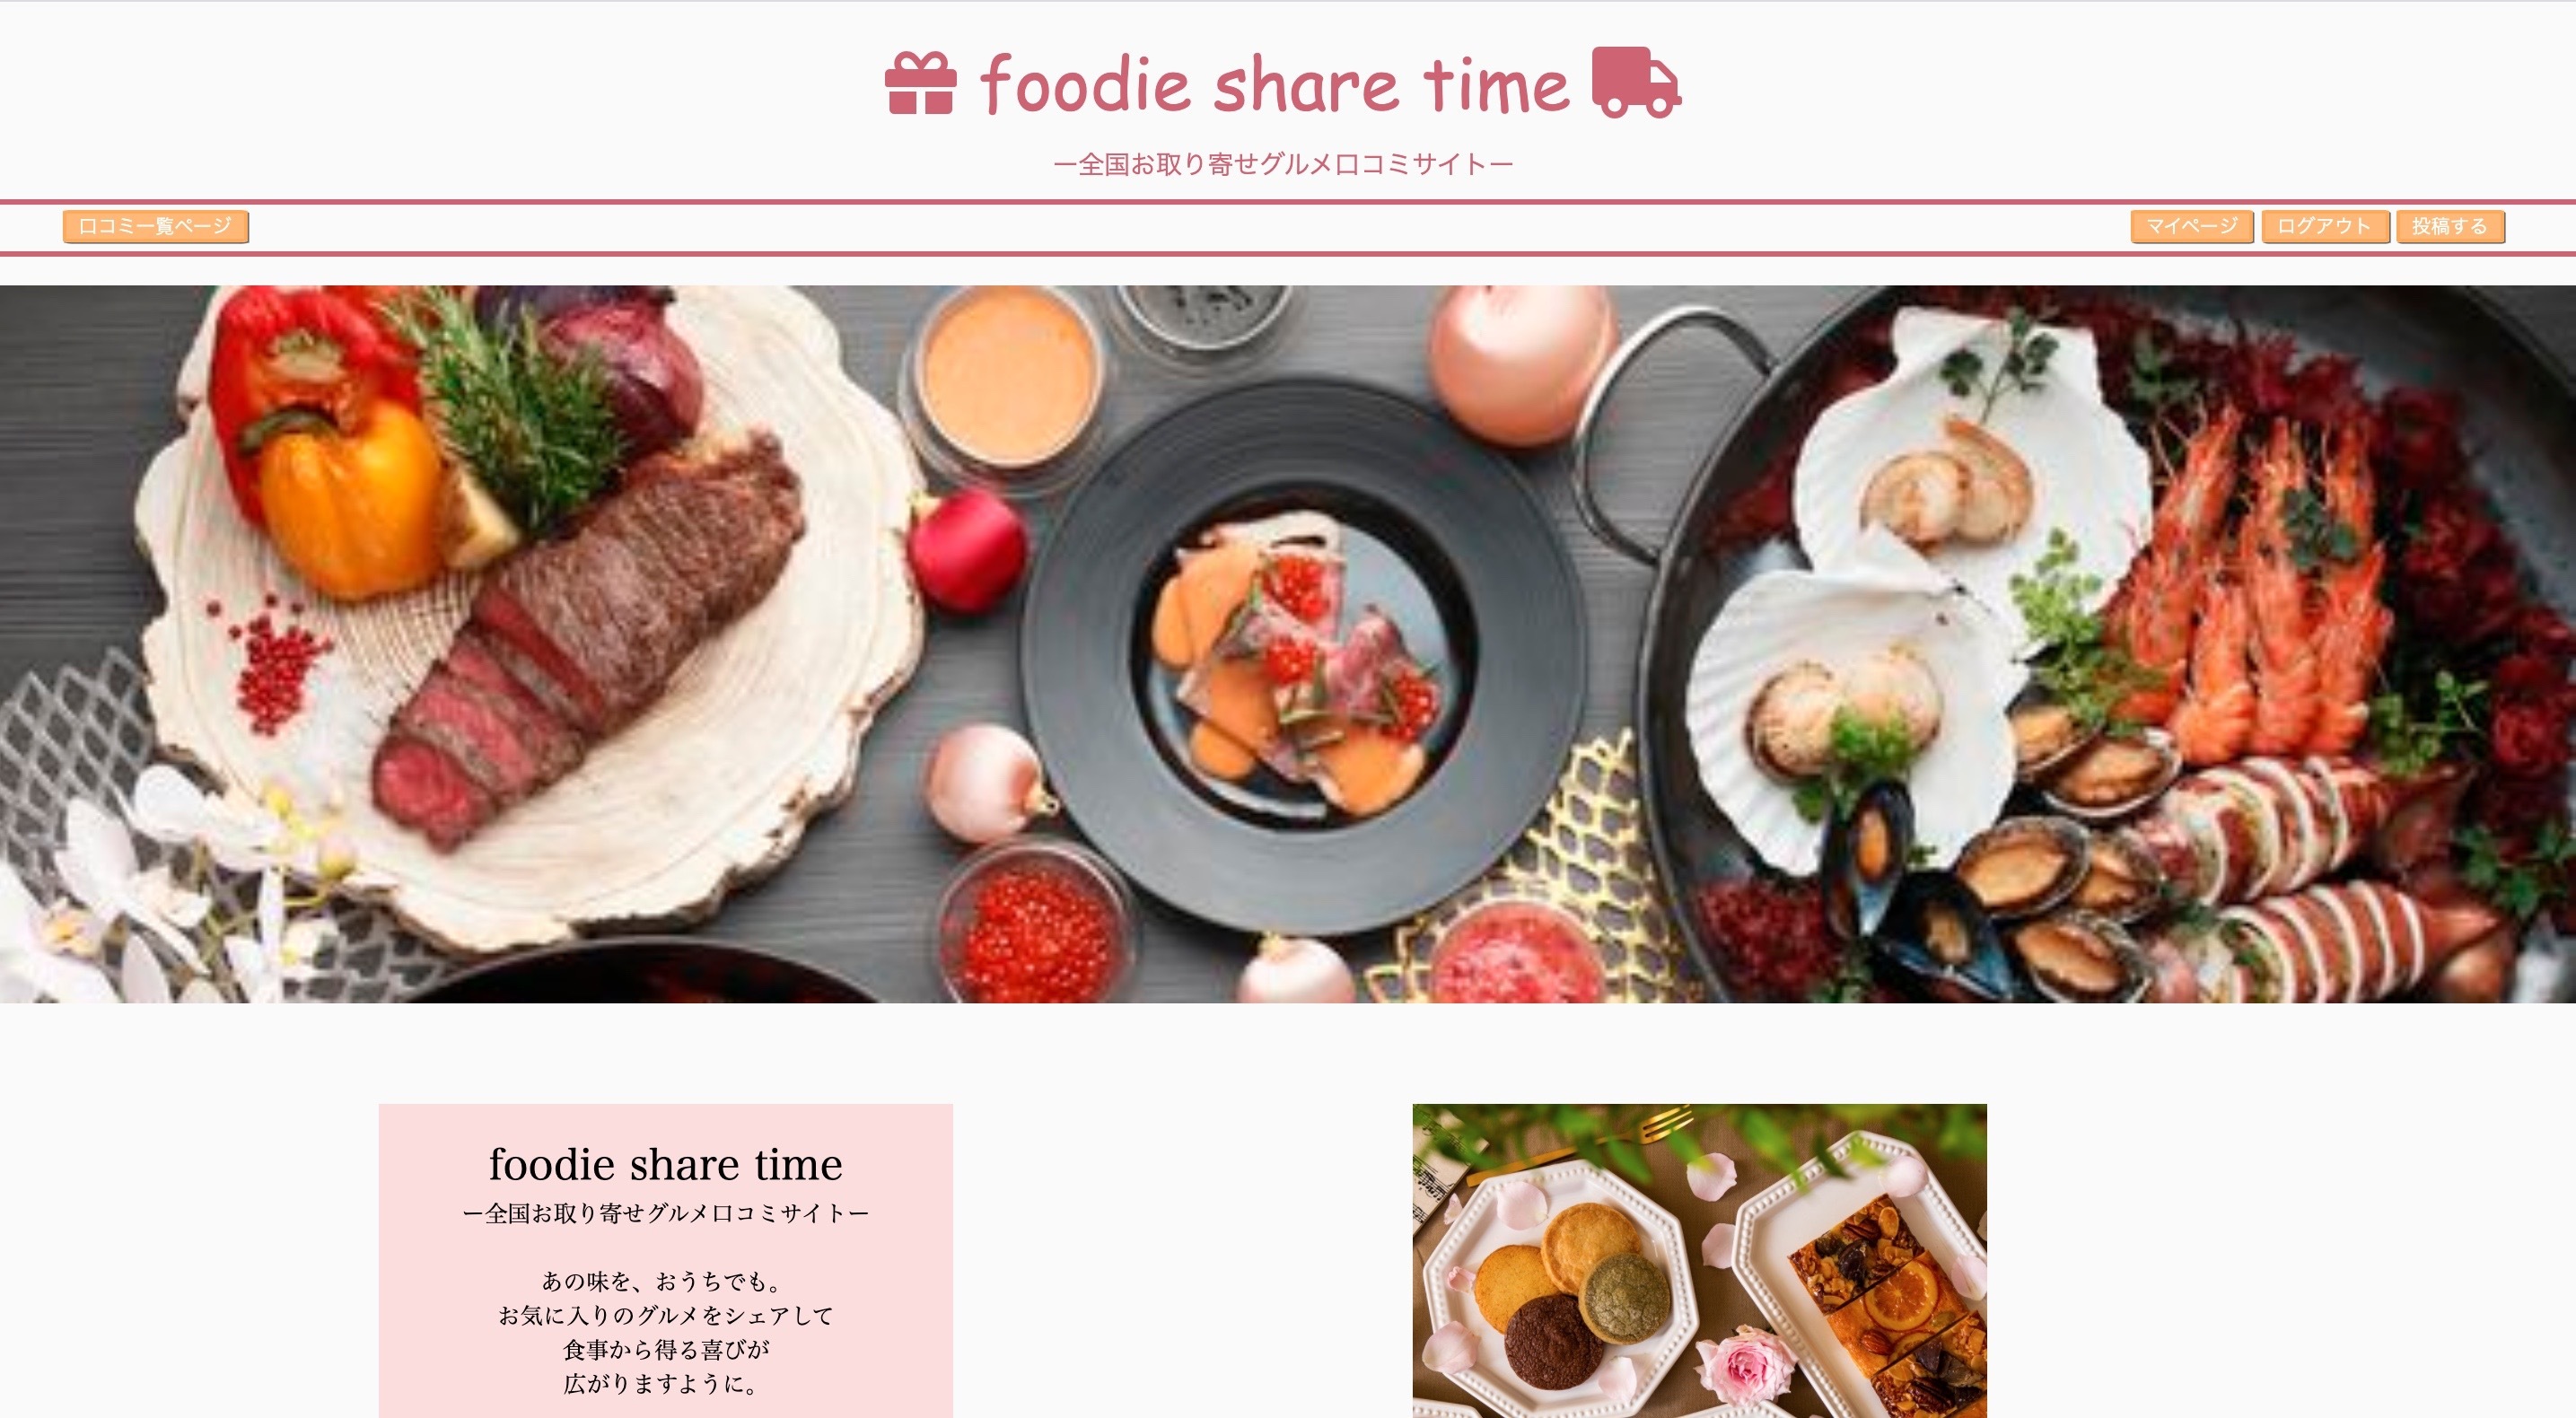 foodie share time
ー全国お取り寄せグルメ口コミサイトー
口コミ一覧ページ
マイページ
ログアウト
投稿する
foodie share time
ー全国お取り寄せグルメ口コミサイトー
あの味を、おうちでも。
お気に入りのグルメをシェアして
食事から得る喜びが
広がりますように。